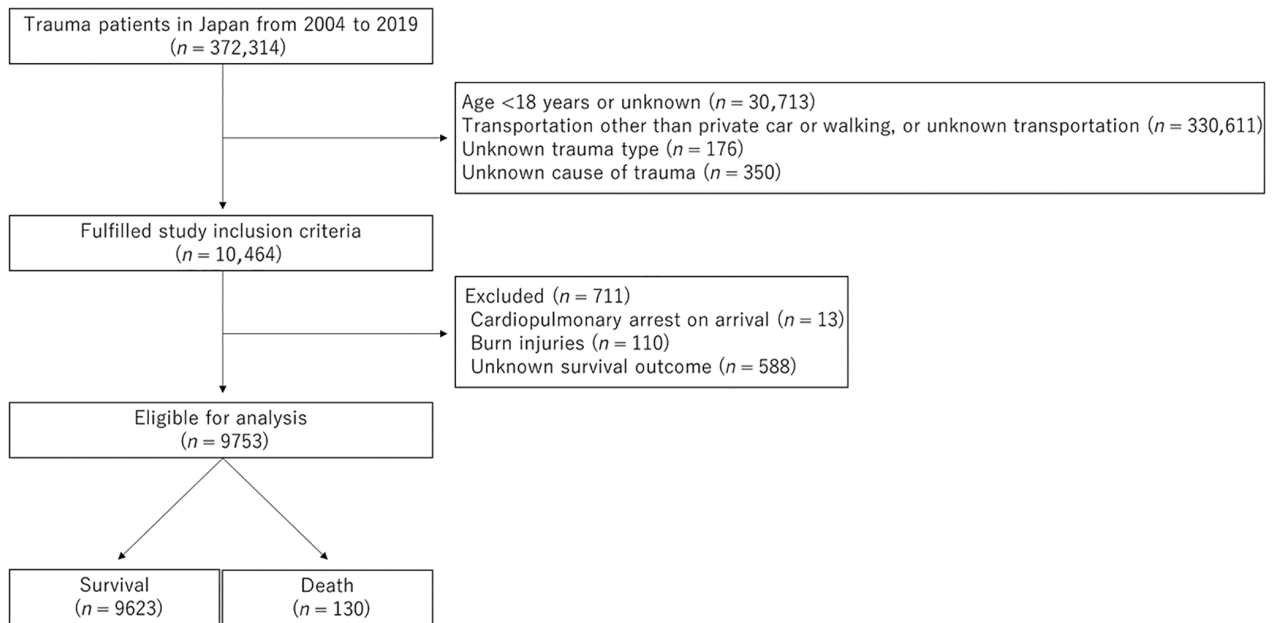 Trauma patients in Japan from 2004 to 2019
(n = 372,314)
Age <18 years or unknown (n = 30,713)
Transportation other than private car or walking, or unknown transportation (n = 330,611)
Unknown trauma type (n = 176)
Unknown cause of trauma (n = 350)
Fulfilled study inclusion criteria
(n = 10,464)
Excluded (n = 711)
Cardiopulmonary arrest on arrival (n = 13)
Burn injuries (n = 110)
Unknown survival outcome (n = 588)
Eligible for analysis
(n = 9753)
Survival
(n = 9623)
Death
(n = 130)